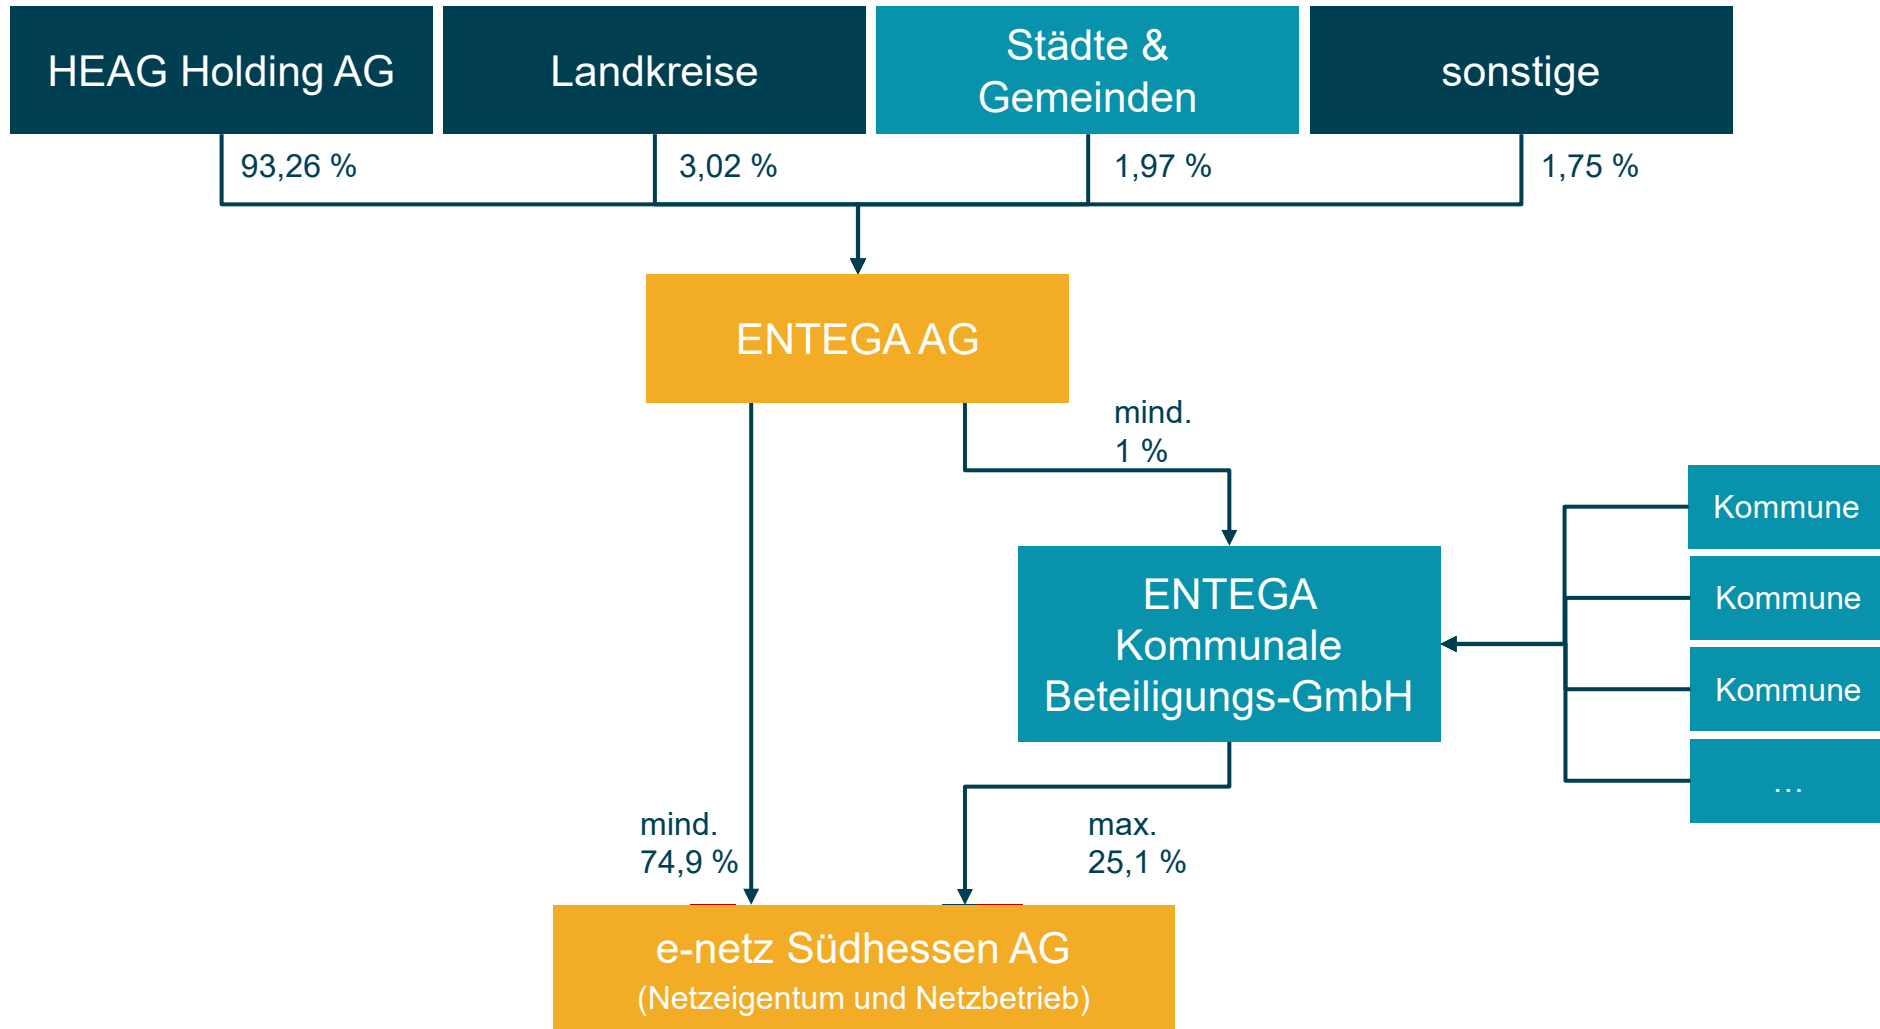 HEAG Holding AG
Landkreise
Städte &
Gemeinden
sonstige
93,26 %
3,02 %
1,97 %
1,75 %
ENTEGA AG
mind.
1 %
Kommune
Kommune
Kommune
...
ENTEGA
Kommunale
Beteiligungs-GmbH
mind.
74,9 %
max.
25,1 %
e-netz Südhessen AG
(Netzeigentum und Netzbetrieb)